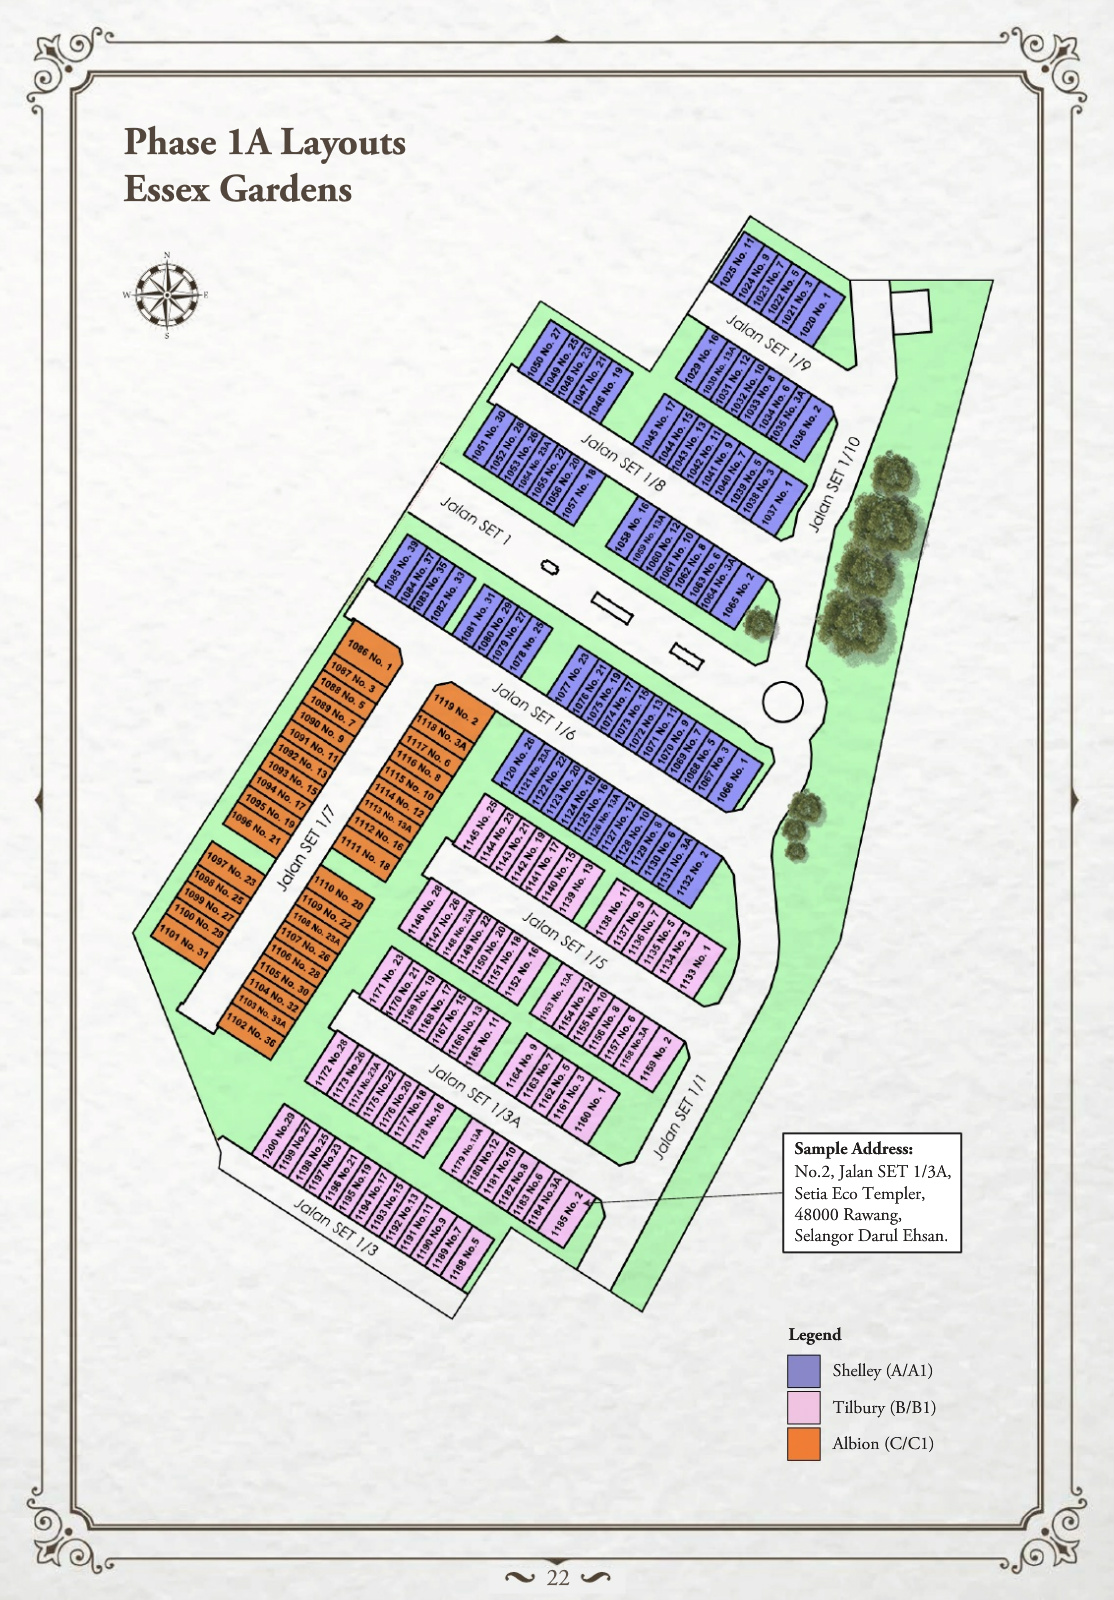 Phase 1A Layouts
Essex Gardens
N
W
E
S
1025 No. 11
1024 No. 9
1023 No. 7
1022 No. 5
1021 No. 3
1020 No. 1
Jalan SET 1/9
1029 No. 16
1030 No. 13A
1031 No. 12
1032 No. 10
1033 No. 8
1034 No. 6
1035 No. 3A
1036 No. 2
1050 No. 27
1049 No. 25
1048 No. 23
1047 No. 21
1046 No. 19
1045 No. 17
1044 No. 15
1043 No. 13
1042 No. 11
1041 No. 9
1040 No. 7
1039 No. 5
1038 No. 3
1037 No. 1
Jalan SET 1/8
Jalan SET 1/10
1051 No. 30
1052 No. 28
1053 No. 26
1054 No. 23A
1055 No. 22
1056 No. 20
1057 No. 18
1058 No. 16
1059 No. 13A
1060 No. 12
1061 No. 10
1062 No. 8
1063 No. 6
1064 No. 3A
1065 No. 2
Jalan SET 1
1085 No. 39
1084 No. 37
1083 No. 35
1082 No. 33
1081 No. 31
1080 No. 29
1079 No. 27
1078 No. 25
1077 No. 23
1076 No. 21
1075 No. 19
1074 No. 17
1073 No. 15
1072 No. 13
1071 No. 11
1070 No. 9
1069 No. 7
1068 No. 5
1067 No. 3
1066 No. 1
Jalan SET 1/6
1086 No. 1
1087 No. 3
1088 No. 5
1089 No. 7
1090 No. 9
1091 No. 11
1092 No. 13
1093 No. 15
1094 No. 17
1095 No. 19
1096 No. 21
1097 No. 23
1098 No. 25
1099 No. 27
1100 No. 29
1101 No. 31
Jalan SET 1/7
1119 No. 2
1118 No. 3A
1117 No. 6
1116 No. 8
1115 No. 10
1114 No. 12
1113 No. 13A
1112 No. 16
1111 No. 18
1110 No. 20
1109 No. 22
1108 No. 23A
1107 No. 26
1106 No. 28
1105 No. 30
1104 No. 32
1103 No. 33A
1102 No. 36
1120 No. 26
1121 No. 23A
1122 No. 22
1123 No. 20
1124 No. 18
1125 No. 16
1126 No. 13A
1127 No. 12
1128 No. 10
1129 No. 8
1130 No. 6
1131 No. 3A
1132 No. 2
1145 No. 25
1144 No. 23
1143 No. 21
1142 No. 19
1141 No. 17
1140 No. 15
1139 No. 13
1138 No. 11
1137 No. 9
1136 No. 7
1135 No. 5
1134 No. 3
1133 No. 1
Jalan SET 1/5
1146 No. 28
1147 No. 26
1148 No. 23A
1149 No. 22
1150 No. 20
1151 No. 18
1152 No. 16
1153 No. 13A
1154 No. 12
1155 No. 10
1156 No. 8
1157 No. 6
1158 No.3A
1159 No. 2
1171 No. 23
1170 No. 21
1169 No. 19
1168 No. 17
1167 No. 15
1166 No. 13
1165 No. 11
1164 No. 9
1163 No. 7
1162 No. 5
1161 No. 3
1160 No. 1
Jalan SET 1/3A
Jalan SET 1/1
1172 No.28
1173 No.26
1174 No.23A
1175 No.22
1176 No.20
1177 No.18
1178 No.16
1179 No.13A
1180 No.12
1181 No.10
1182 No.8
1183 No.6
1184 No.3A
1185 No. 2
1200 No.29
1199 No.27
1198 No.25
1197 No.23
1196 No.21
1195 No.19
1194 No.17
1193 No.15
1192 No.13
1191 No.11
1190 No.9
1189 No.7
1188 No.5
Jalan SET 1/3
Sample Address:
No.2, Jalan SET 1/3A,
Setia Eco Templer,
48000 Rawang,
Selangor Darul Ehsan.
Legend
Shelley (A/A1)
Tilbury (B/B1)
Albion (C/C1)
22